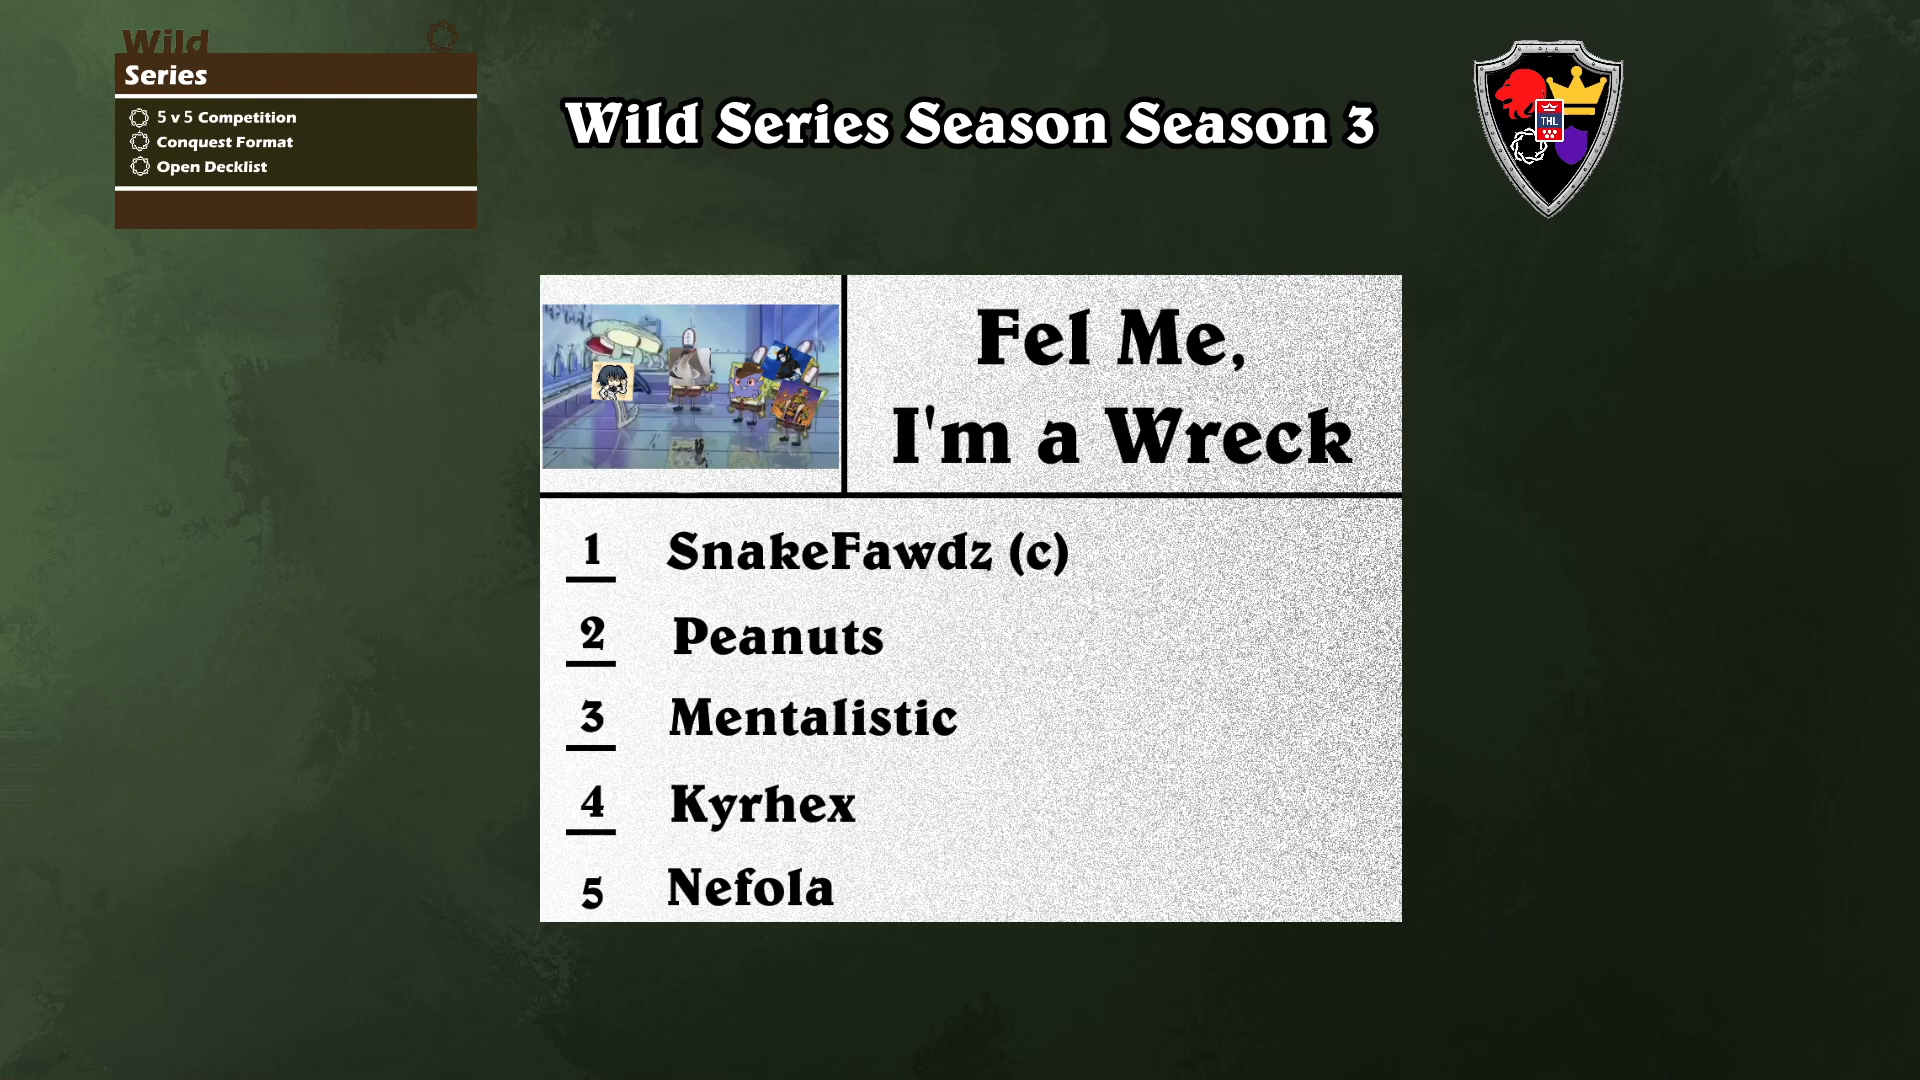 Wild
Series
5 v 5 Competition
Conquest Format
Open Decklist
Wild Series Season Season 3
THL
Fel Me,
I'm a Wreck
1 SnakeFawdz (c)
2 Peanuts
3 Mentalistic
4 Kyrhex
5 Nefola